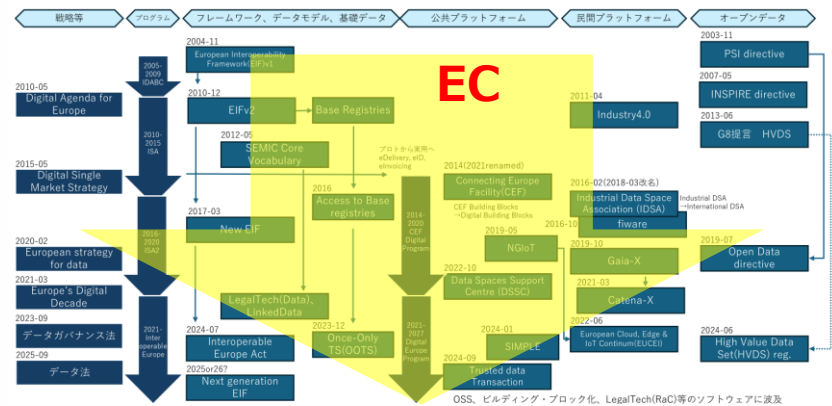 戦略等
プログラム
フレームワーク、データモデル、基礎データ
公共プラットフォーム
民間プラットフォーム
オープンデータ
EC
2010-05
Digital Agenda for
Europe
2015-05
Digital Single
Market Strategy
2020-02
European strategy
for data
2021-03
Europe's Digital
Decade
2023-09
データガバナンス法
2025-09
データ法
2005-
2009
IDABC
2010-
2015
ISA
2016-
2020
ISA2
2021-
Inter
operable
Europe
2004-11
European Interoperability
Framework(EIF)v1
2010-12
EIFv2
Base Registries
2012-05
SEMIC Core
Vocabulary
2016
Access to Base
registries
2017-03
New EIF
LegalTech(Data)、
LinkedData
2023-12
Once-Only
TS(OOTS)
2024-07
Interoperable
Europe Act
2025or26?
Next generation
EIF
プロトから実用へ
eDelivery, eID,
eInvoicing
2014-
2020
CEF
Digital
Program
2021-
2027
Digital
Europe
Program
2014(2021renamed)
Connecting Europe
Facility(CEF)
CEF Building Blocks
→Digital Building Blocks
2019-05
NGIoT
2022-10
Data Spaces Support
Centre (DSSC)
2024-01
SIMPLE
2024-09
Trusted data
Transaction
2011-04
Industry4.0
2016-02(2018-03改名)
Industrial Data Space
Association (IDSA)
Industrial DSA
→International DSA
2016-10
fiware
2019-10
Gaia-X
2021-03
Catena-X
2022-06
European Cloud, Edge &
IoT Continum(EUCEI)
2003-11
PSI directive
2007-05
INSPIRE directive
2013-06
G8提言 HVDS
2019-07
Open Data
directive
2024-06
High Value Data
Set(HVDS) reg.
OSS、ビルディング・ブロック化、LegalTech(RaC)等のソフトウェアに波及